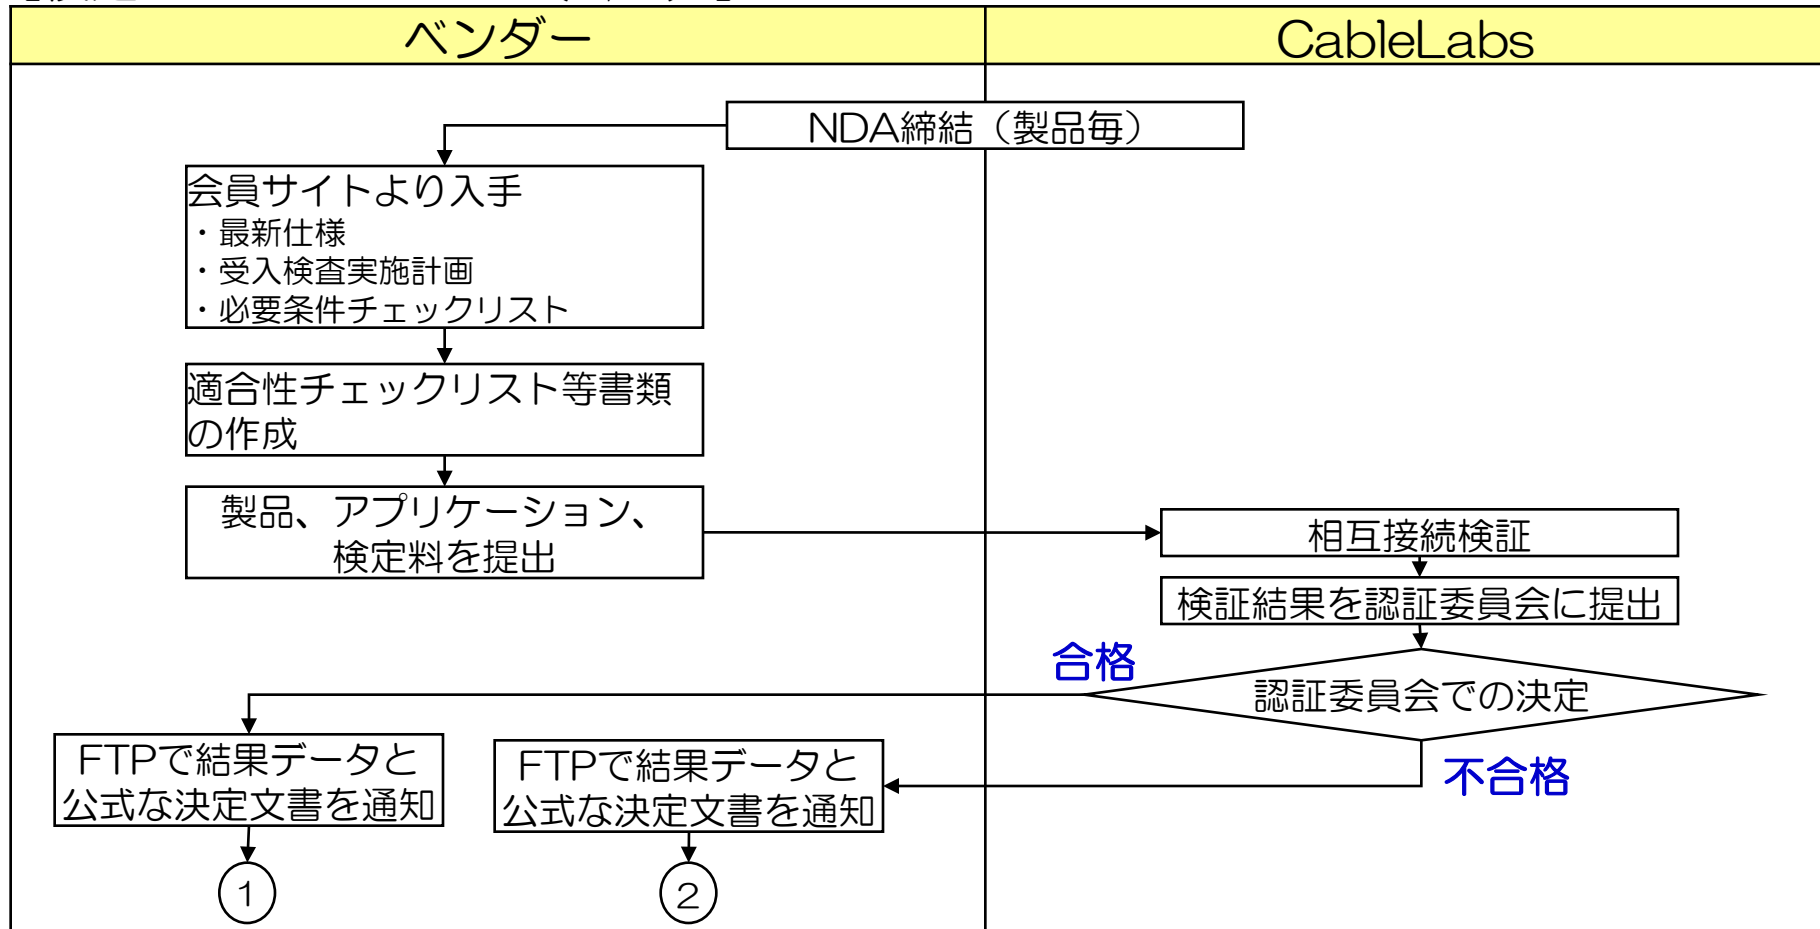 ベンダー
CableLabs
NDA締結（製品毎）
会員サイトより入手
・最新仕様
・受入検査実施計画
・必要条件チェックリスト
適合性チェックリスト等書類
の作成
製品、アプリケーション、
検定料を提出
相互接続検証
検証結果を認証委員会に提出
合格
認証委員会での決定
不合格
FTPで結果データと
公式な決定文書を通知
FTPで結果データと
公式な決定文書を通知
1
2